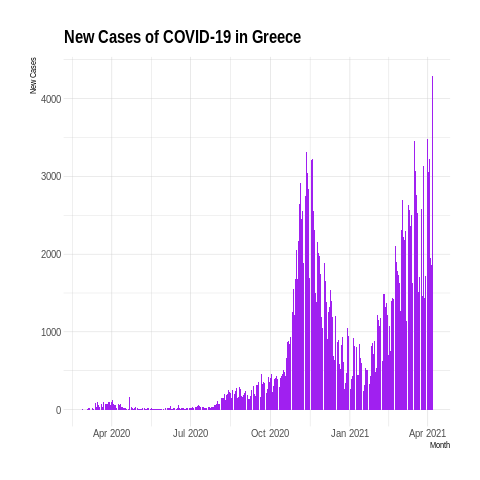 New Cases of COVID-19 in Greece
New Cases
4000
3000
2000
1000
0
Apr 2020 Jul 2020 Oct 2020 Jan 2021 Apr 2021
Month